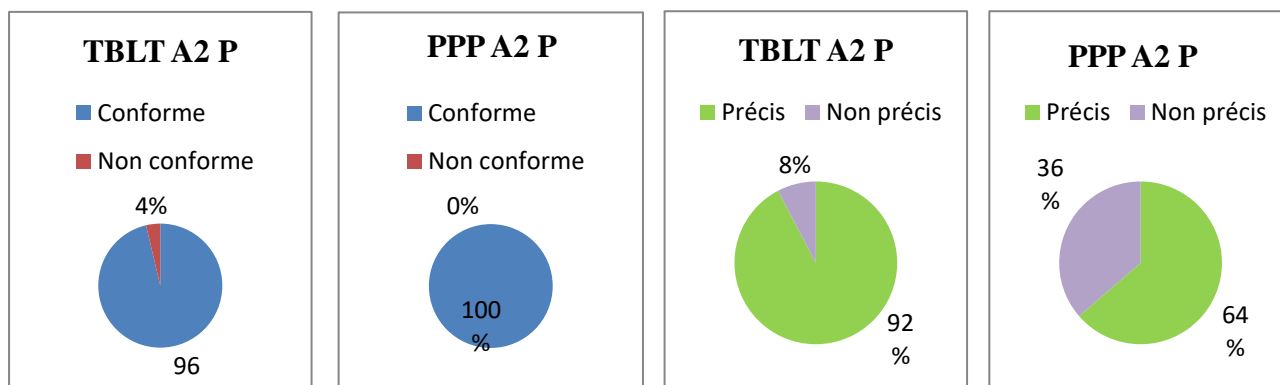 TBLT A2 P
Conforme
Non conforme
4%
96
PPP A2 P
Conforme
Non conforme
0%
100
%
TBLT A2 P
Précis Non précis
8%
92
%
PPP A2 P
Précis Non précis
36
%
64
%